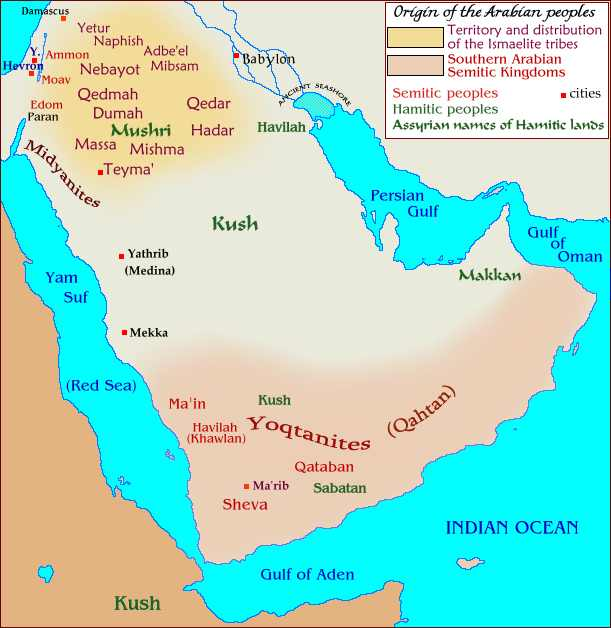 Origin of the Arabian peoples
Territory and distribution
of the Ismaelite tribes
Southern Arabian
Semitic Kingdoms
Semitic peoples
cities
Hamitic peoples
Assyrian names of Hamitic lands
Damascus
Yetur
Naphish
Adbe'el
Mibsam
Y.
Ammon
Hevron
Moav
Nebayot
Babylon
ANCIENT SEASHORE
Edom
Paran
Qedmah
Dumah
Qedar
Mushri
Hadar
Havilah
Massa
Mishma
Midyanites
Teyma'
Persian
Gulf
Kush
Gulf
of
Oman
Yathrib
(Medina)
Makkan
Yam
Suf
Mekka
(Red Sea)
Ma'in
Kush
Havilah
(Khawlan)
Yoqtanites
(Qahtan)
Qataban
Ma'rib
Sabatan
Sheva
INDIAN OCEAN
Gulf of Aden
Kush